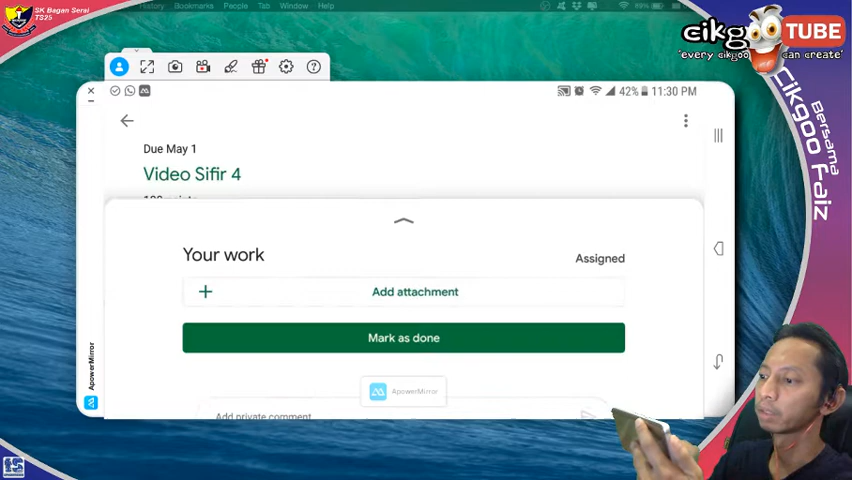 SK Bagan Serai
TS25
History Bookmarks People Tab Window Help
cikgoo TUBE
'every cikgoo can create'
Bersama
Cikgoo Faiz
42% 11:30 PM
Due May 1
Video Sifir 4
Your work
Assigned
+ Add attachment
Mark as done
ApowerMirror
ApowerMirror
Add private comment